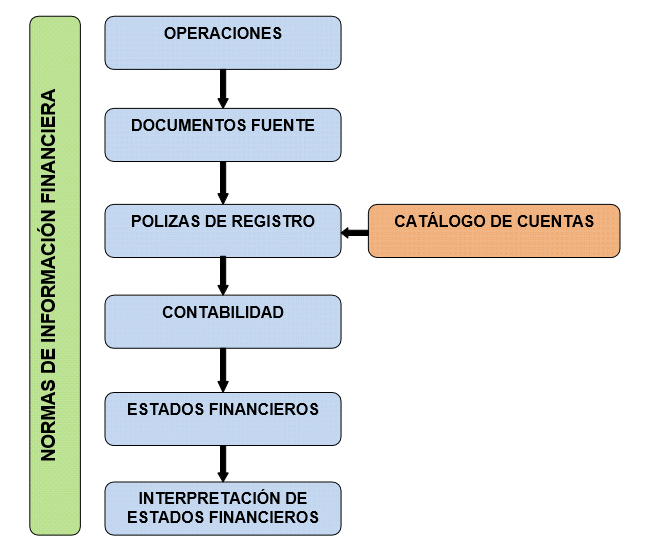 NORMAS DE INFORMACIÓN FINANCIERA
OPERACIONES
DOCUMENTOS FUENTE
POLIZAS DE REGISTRO
CATÁLOGO DE CUENTAS
CONTABILIDAD
ESTADOS FINANCIEROS
INTERPRETACIÓN DE
ESTADOS FINANCIEROS